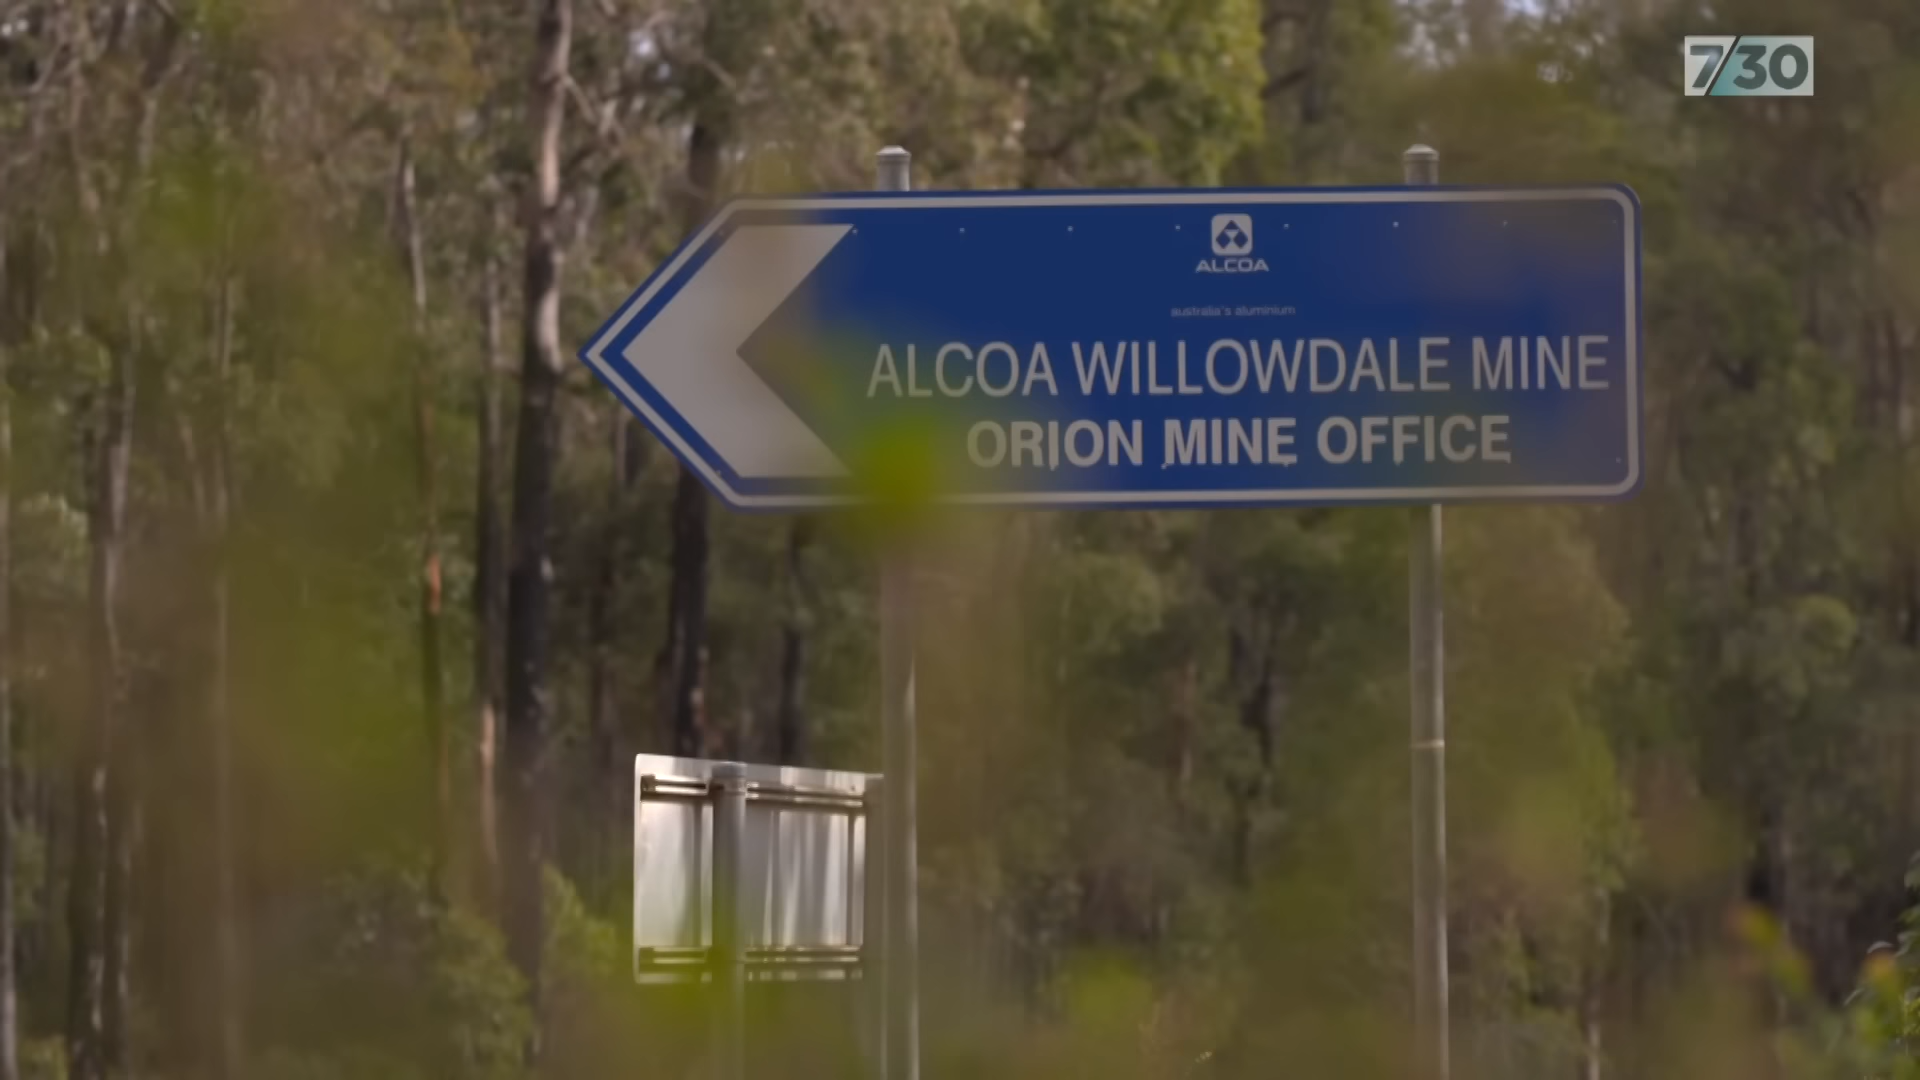 7/30
ALCOA
australia's aluminium
ALCOA WILLOWDALE MINE
ORION MINE OFFICE